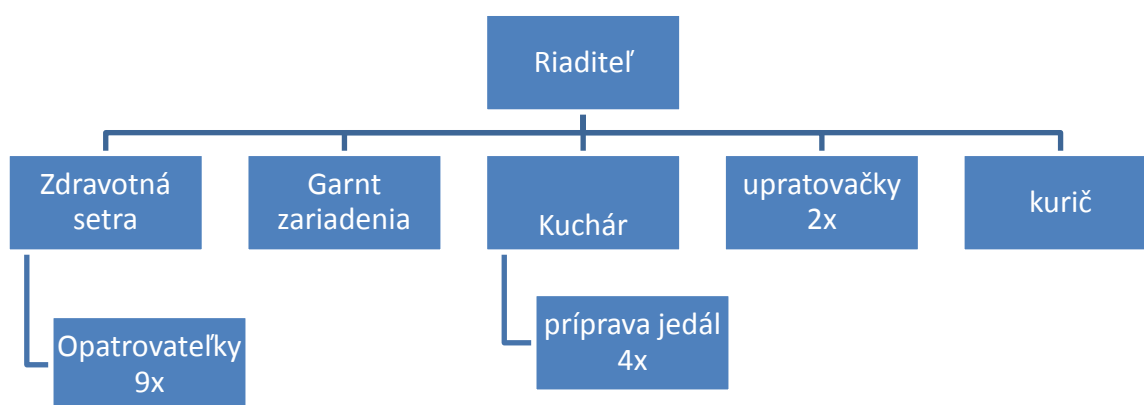 Riaditeľ
Zdravotná
setra
Garnt
zariadenia
Kuchár
upratovačky
2x
kurič
Opatrovateľky
9x
príprava jedál
4x